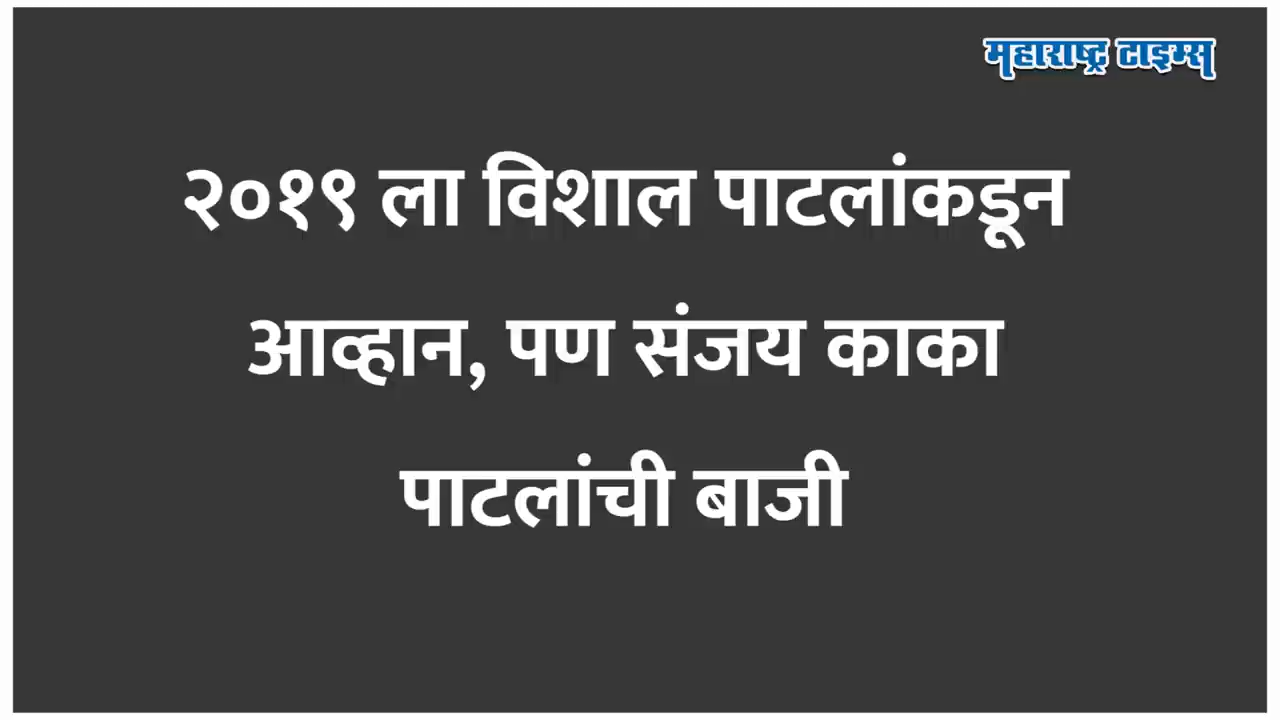 महाराष्ट्र टाइम्स
२०१९ ला विशाल पाटलांकडून
आव्हान, पण संजय काका
पाटलांची बाजी